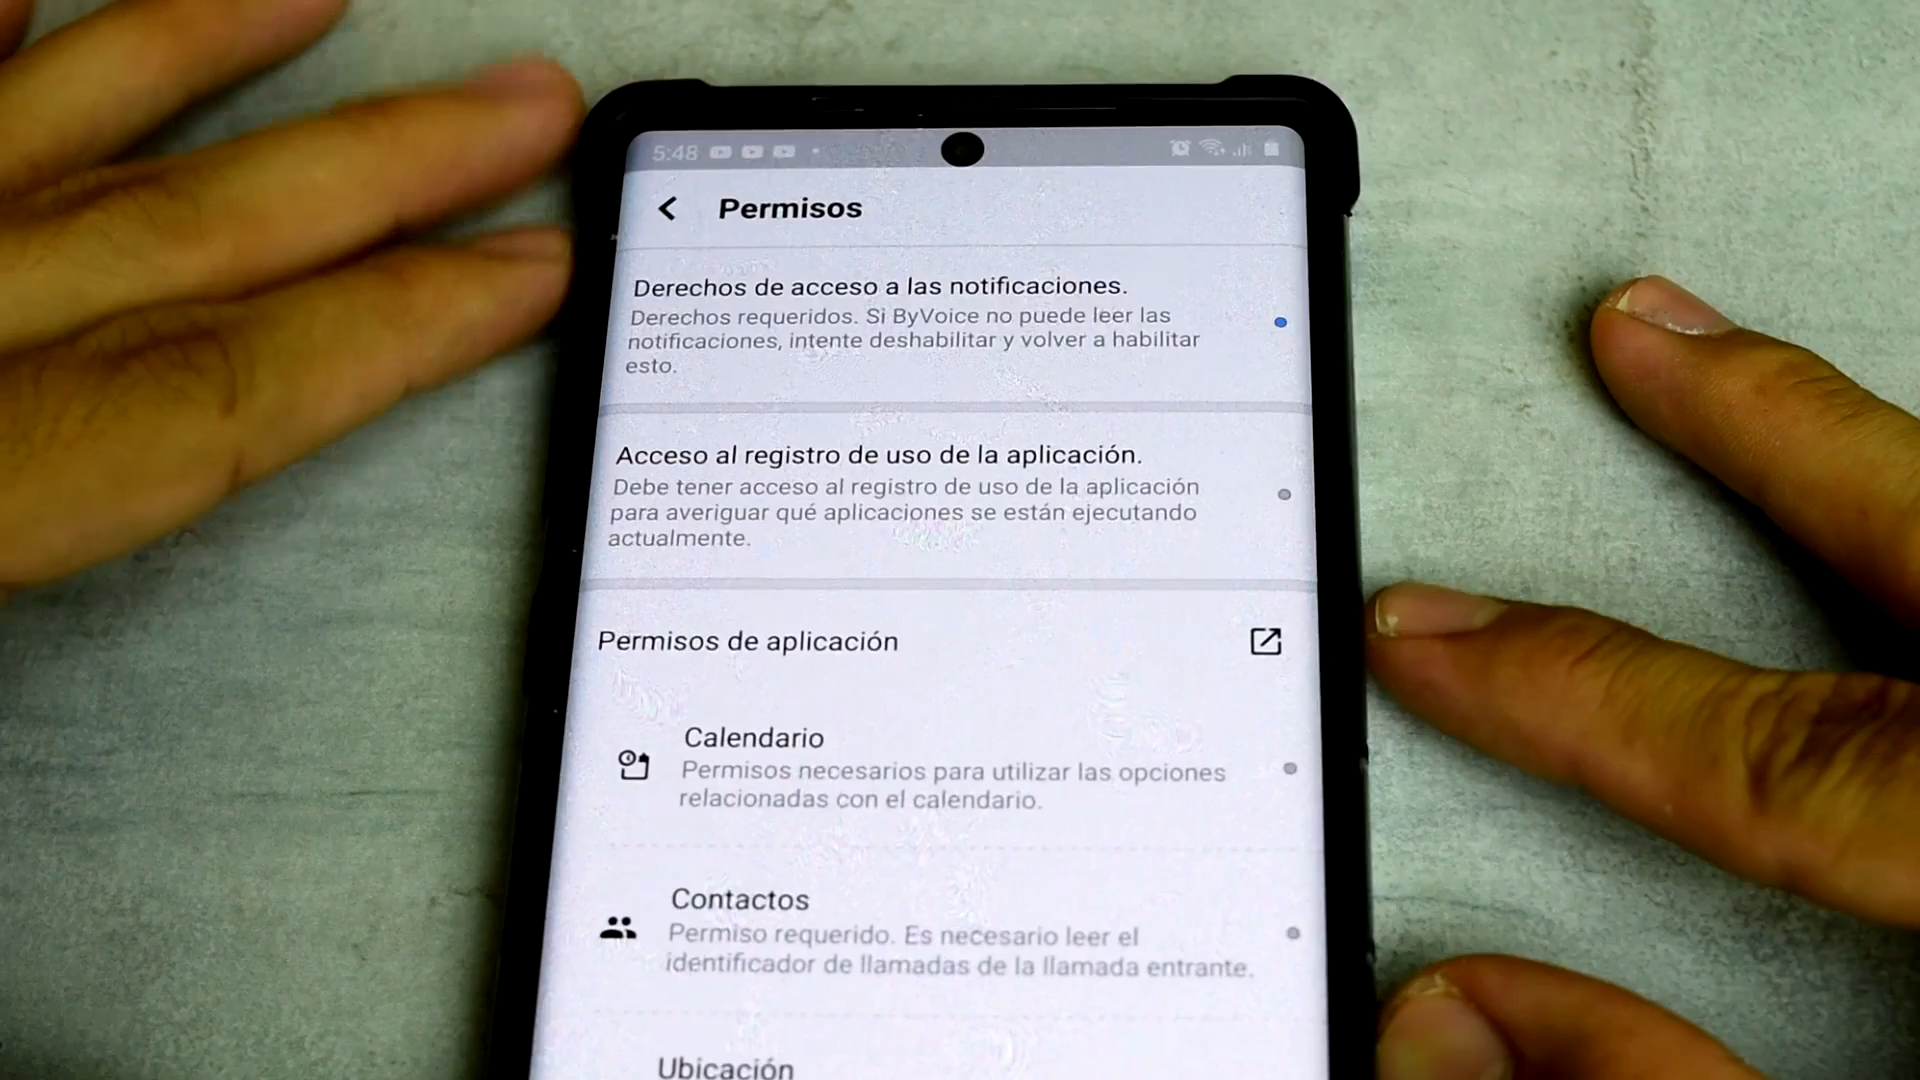 5:48
Permisos
Derechos de acceso a las notificaciones.
Derechos requeridos. Si ByVoice no puede leer las
notificaciones, intente deshabilitar y volver a habilitar
esto.
Acceso al registro de uso de la aplicación.
Debe tener acceso al registro de uso de la aplicación
para averiguar qué aplicaciones se están ejecutando
actualmente.
Permisos de aplicación
Calendario
Permisos necesarios para utilizar las opciones
relacionadas con el calendario.
Contactos
Permiso requerido. Es necesario leer el
identificador de llamadas de la llamada entrante.
Ubicación